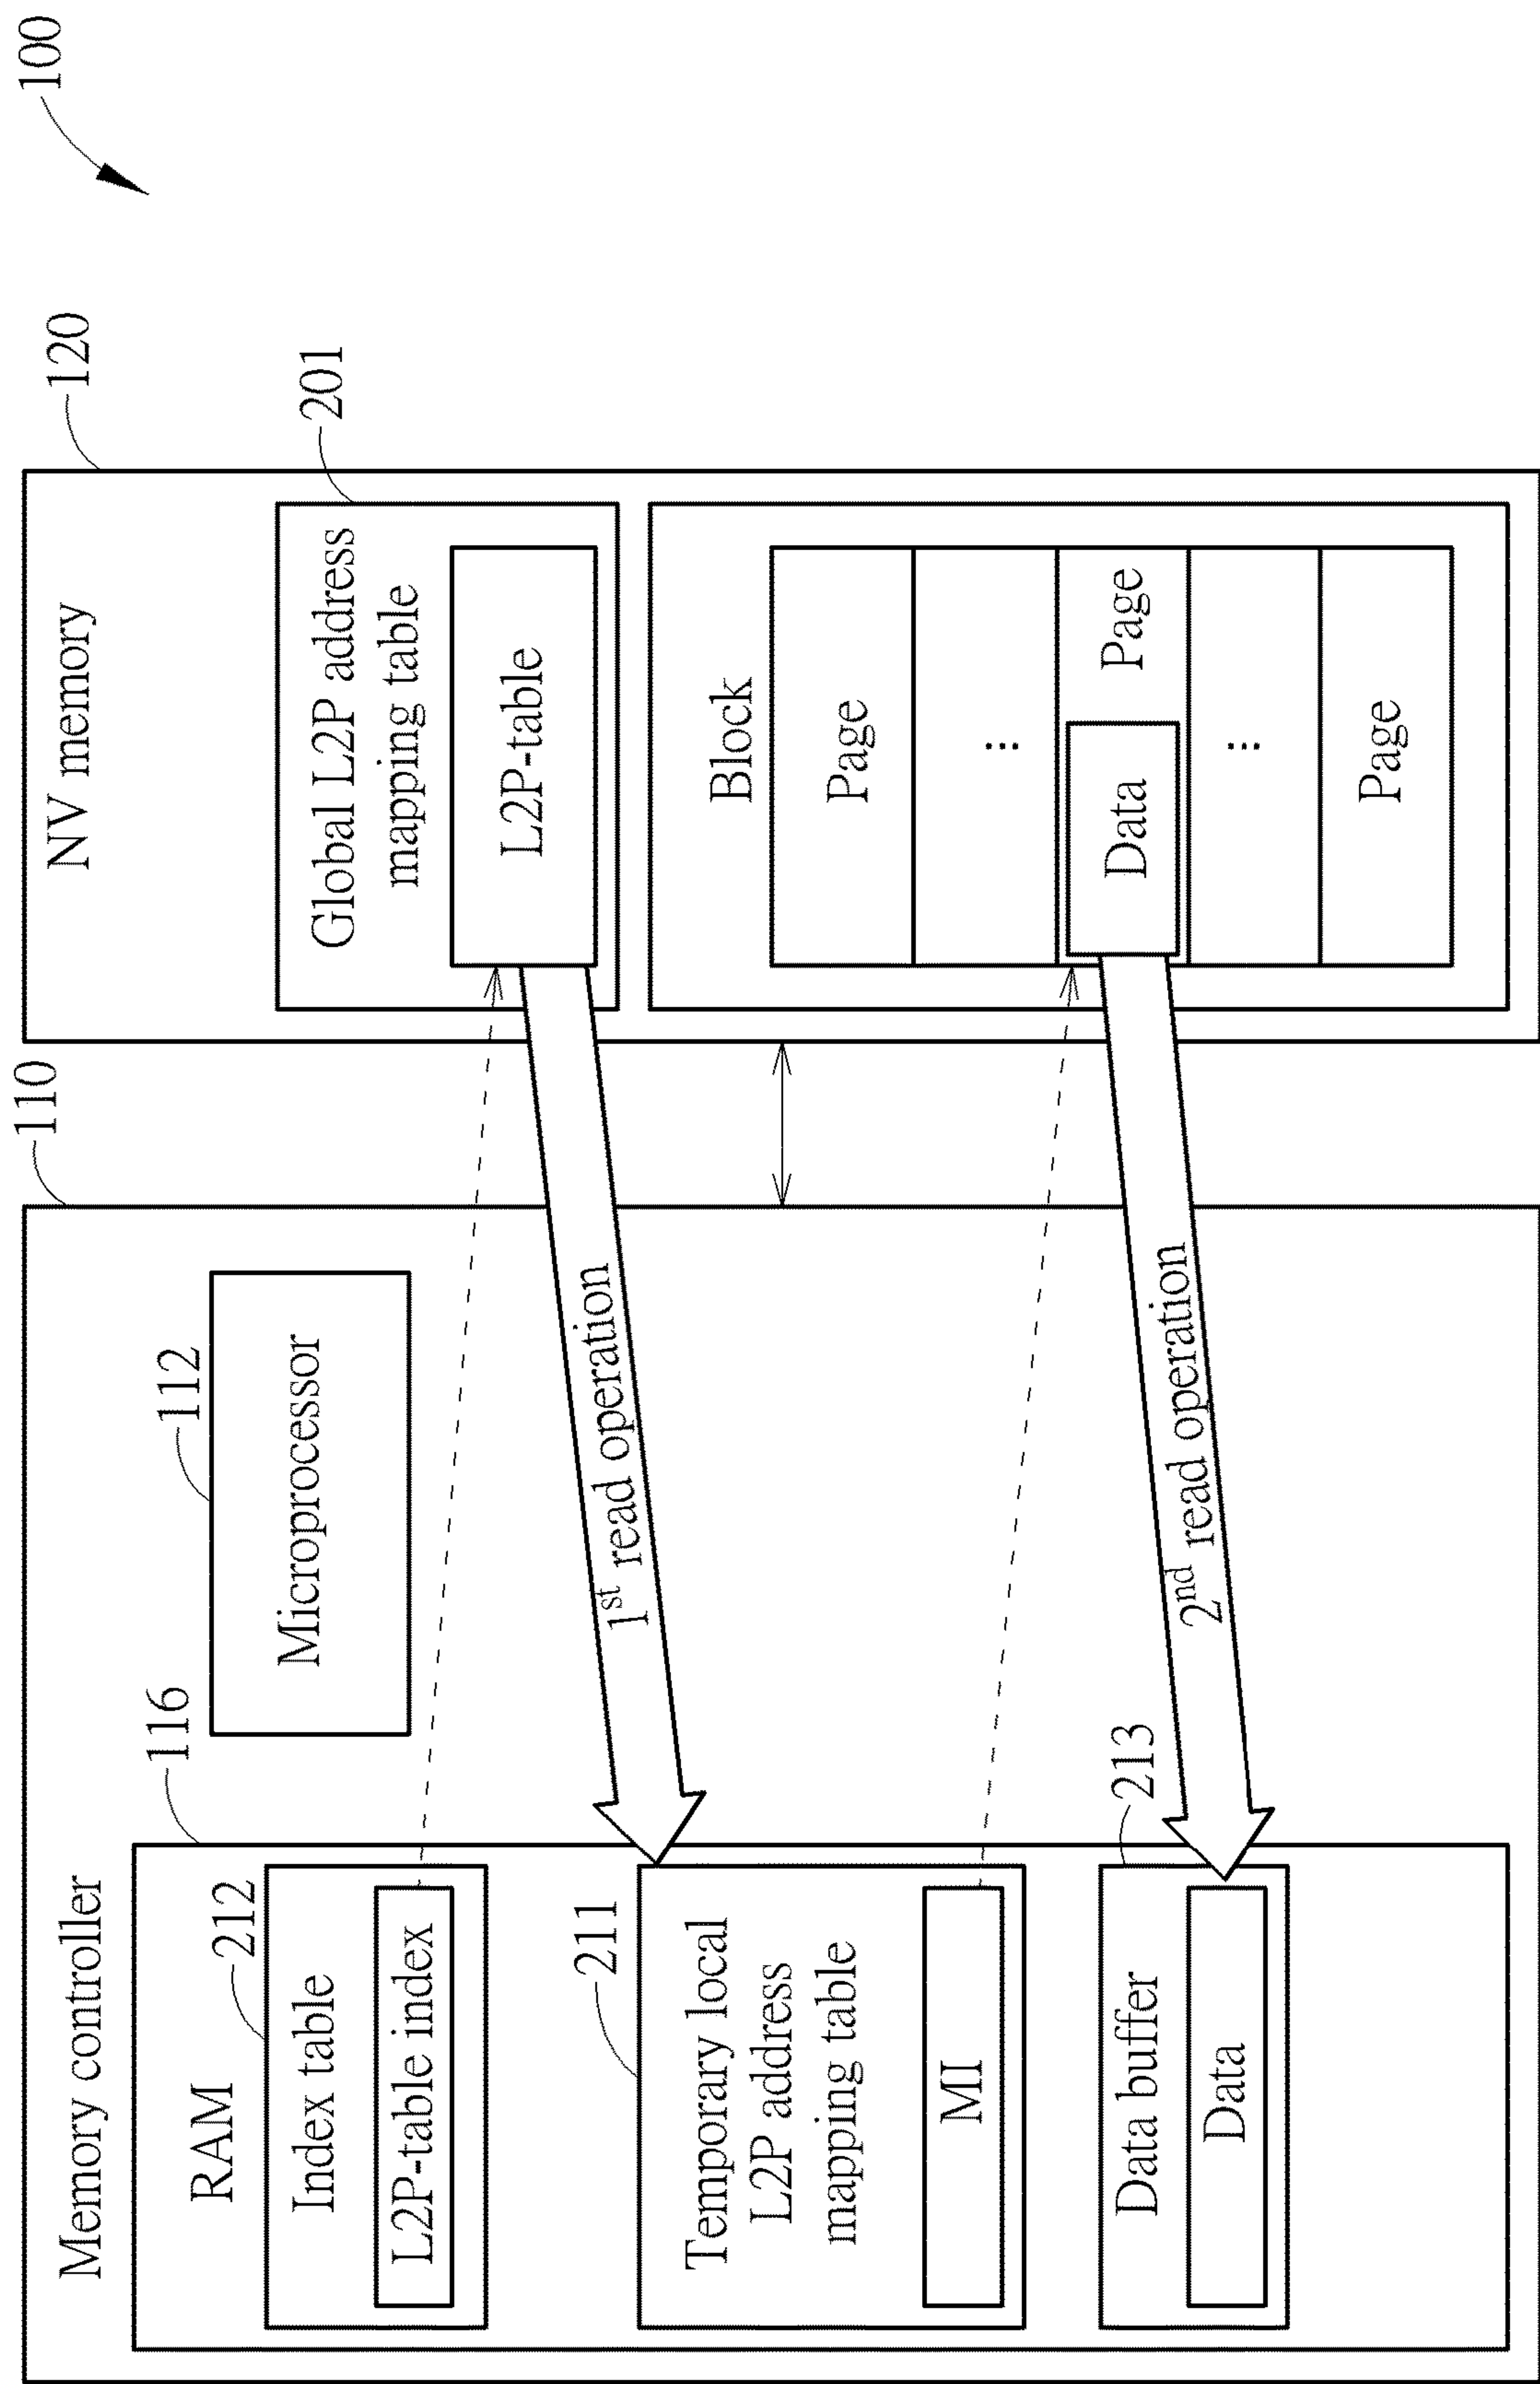 100
110
120
Memory controller
NV memory
116
112
RAM
Microprocessor
212
Index table
L2P-table index
201
Global L2P address
mapping table
L2P-table
1st read operation
211
Temporary local
L2P address
mapping table
MI
Block
Page
⋮
Data
Page
⋮
Page
2nd read operation
213
Data buffer
Data